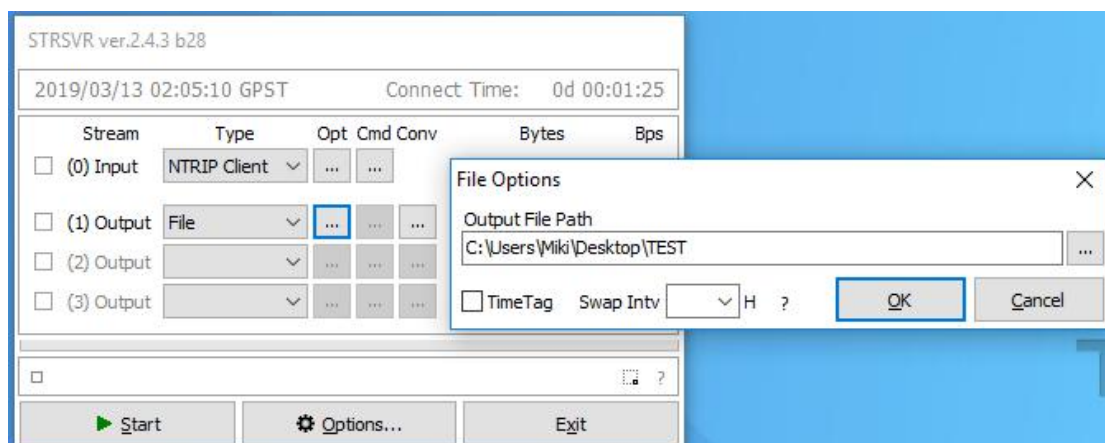 STRSVR ver.2.4.3 b28
2019/03/13 02:05:10 GPST Connect Time: 0d 00:01:25
Stream Type Opt Cmd Conv Bytes Bps
(0) Input NTRIP Client ... ...
(1) Output File ... ... ...
(2) Output ... ... ...
(3) Output ... ... ...
File Options
Output File Path
C:\Users\Miki\Desktop\TEST
...
TimeTag Swap Intv H ? OK Cancel
?
Start Options... Exit